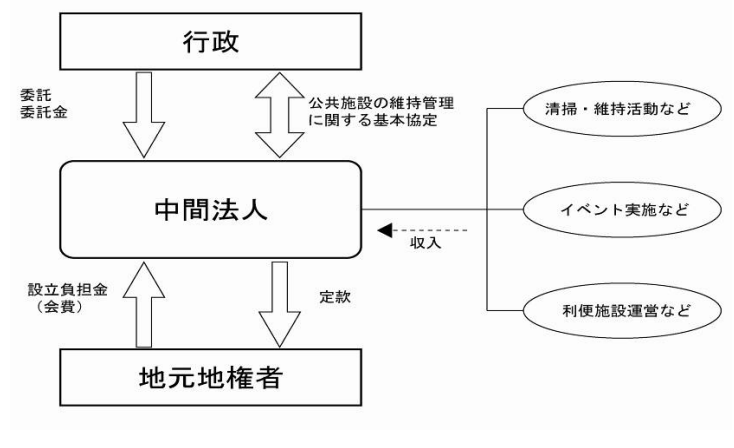 行政
委託
委託金
公共施設の維持管理
に関する基本協定
清掃・維持活動など
中間法人
イベント実施など
収入
設立負担金
（会費）
定款
利便施設運営など
地元地権者